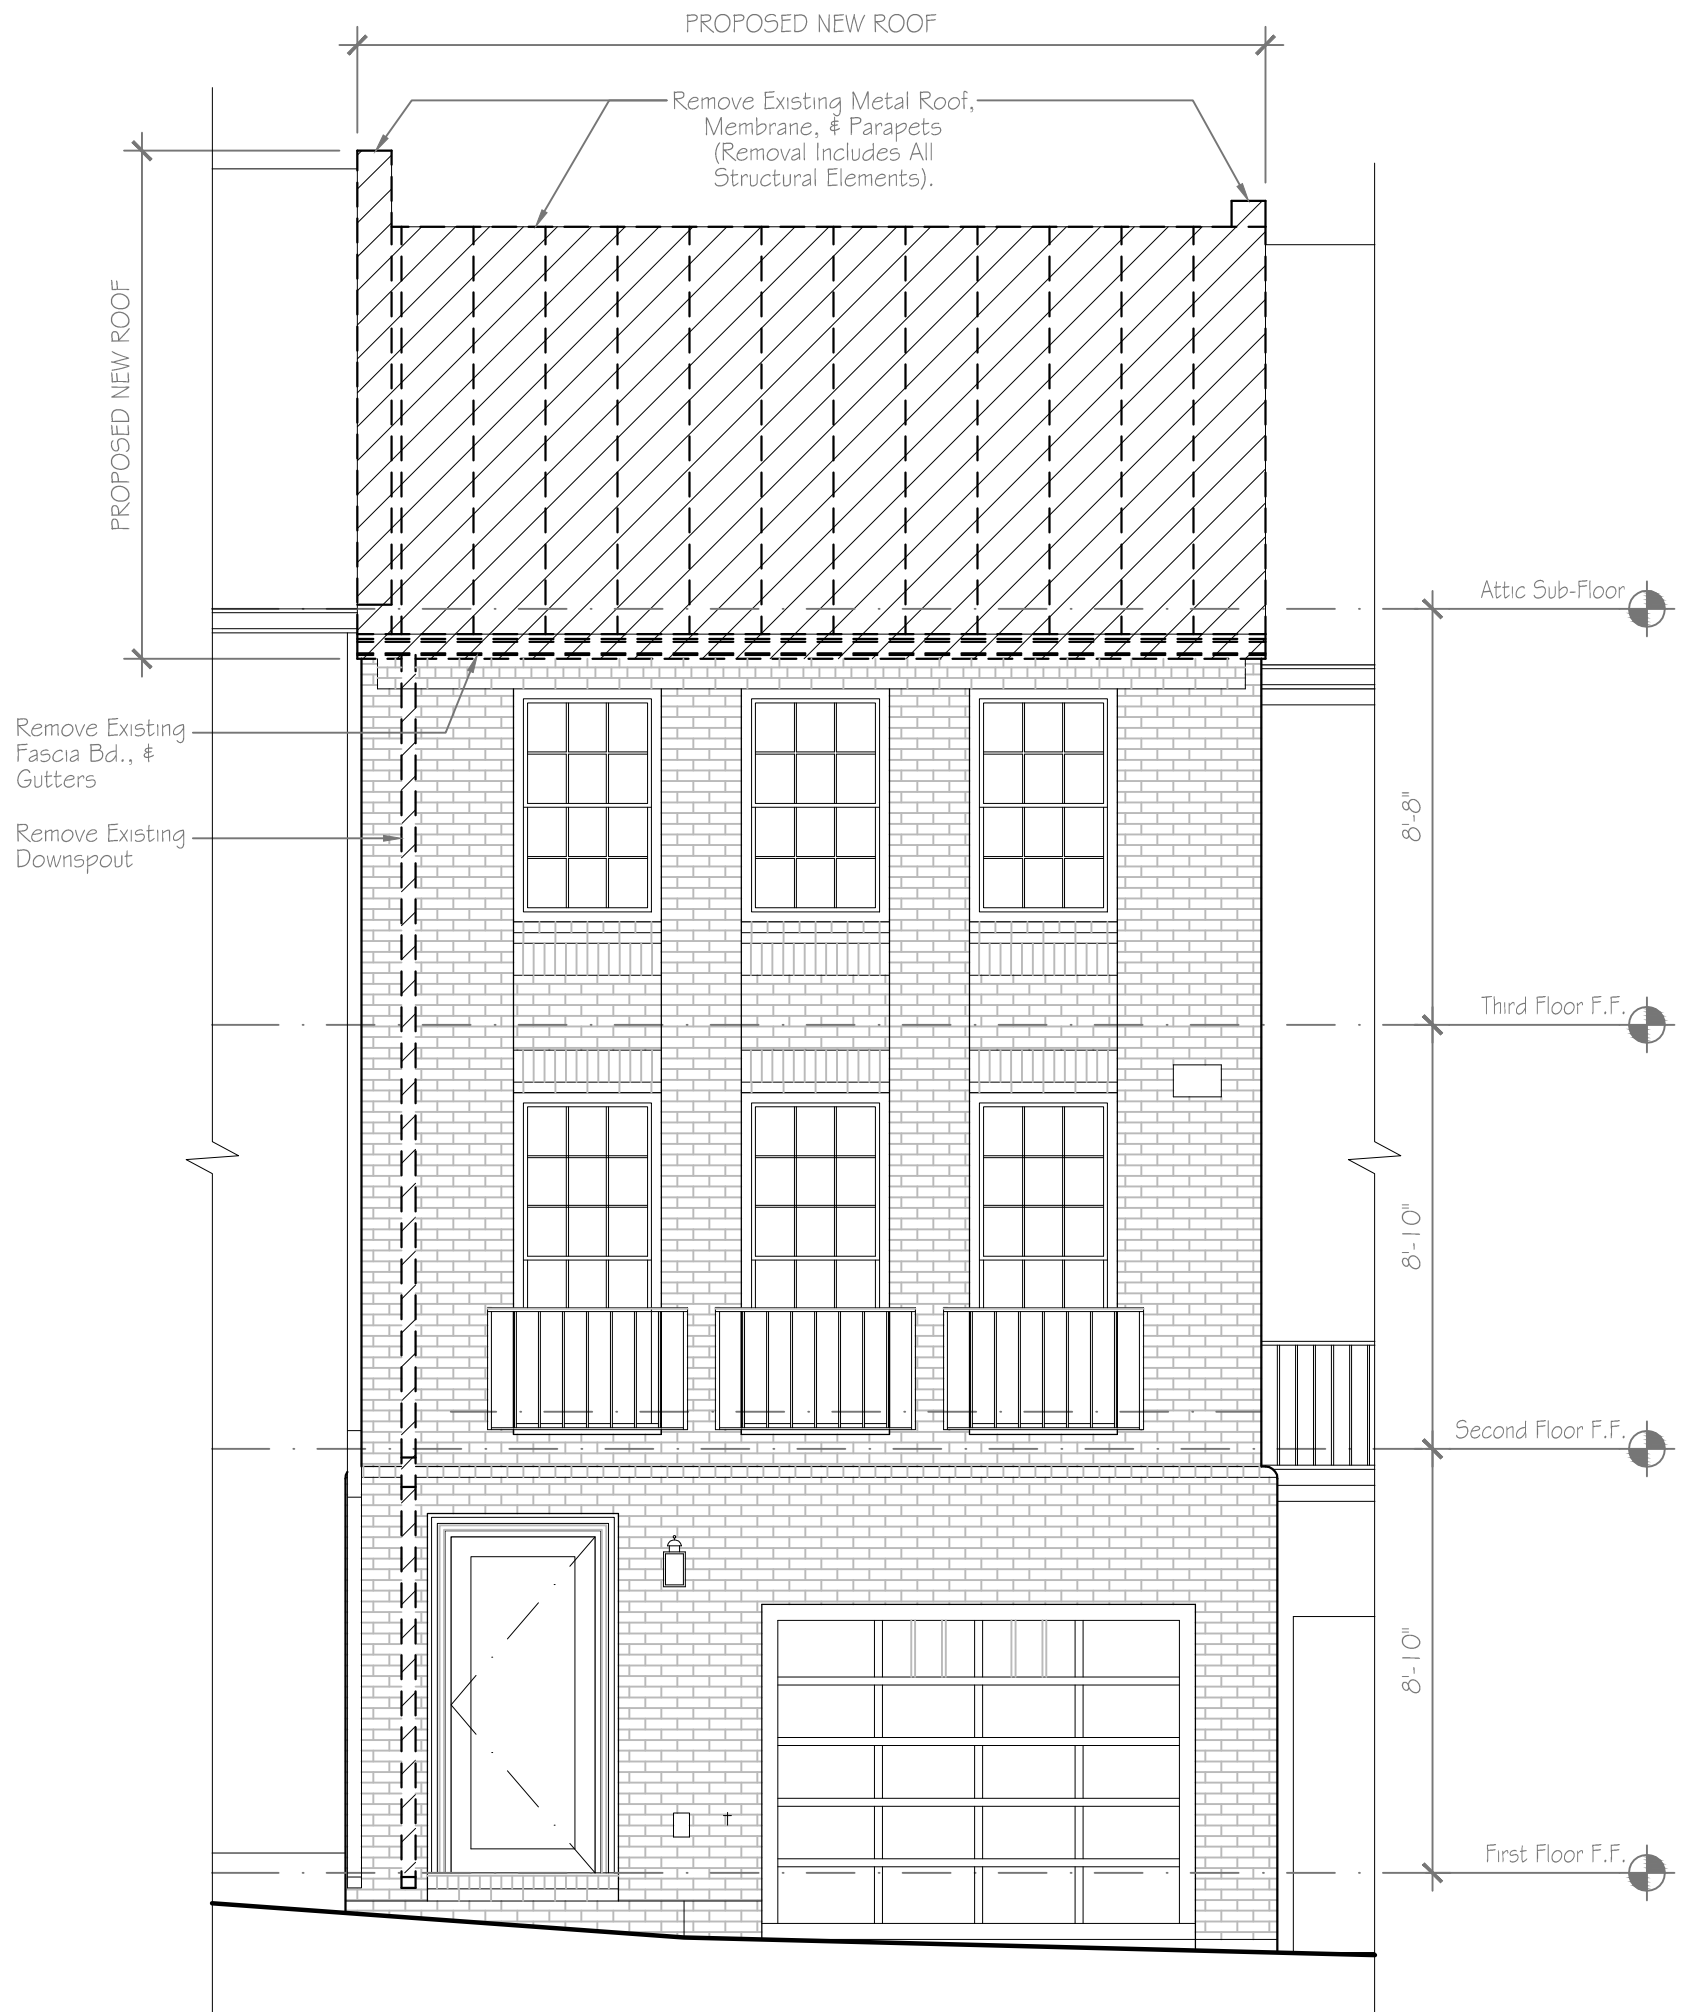 PROPOSED NEW ROOF
Remove Existing Metal Roof,
Membrane, & Parapets
(Removal Includes All
Structural Elements).
PROPOSED NEW ROOF
Attic Sub-Floor
Remove Existing
Fascia Bd., &
Gutters
8'-8"
Remove Existing
Downspout
Third Floor F.F.
8'-10"
Second Floor F.F.
8'-10"
First Floor F.F.